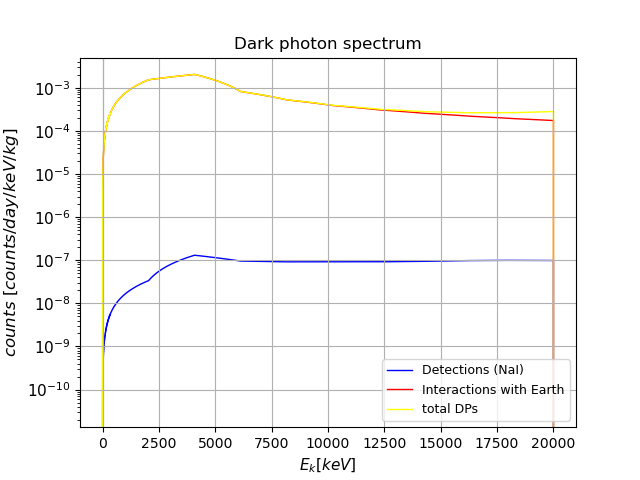 Dark photon spectrum
counts [counts/day/keV/kg]
10⁻³
10⁻⁴
10⁻⁵
10⁻⁶
10⁻⁷
10⁻⁸
10⁻⁹
10⁻¹⁰
Detections (NaI)
Interactions with Earth
total DPs
0 2500 5000 7500 10000 12500 15000 17500 20000
Eₖ[keV]